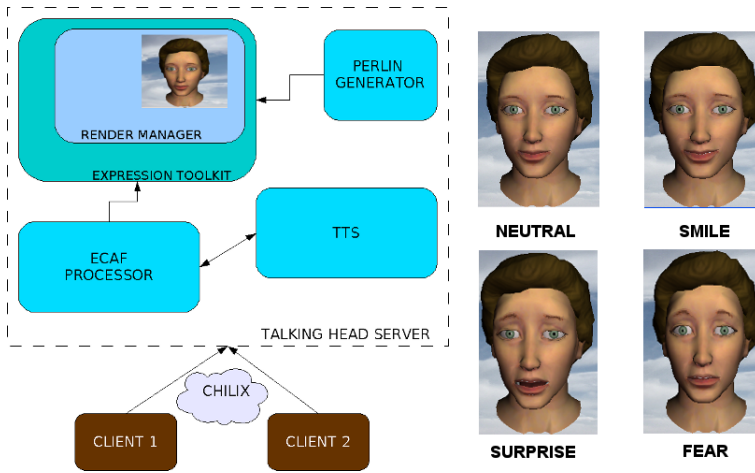 PERLIN
GENERATOR
RENDER MANAGER
EXPRESSION TOOLKIT
ECAF
PROCESSOR
TTS
TALKING HEAD SERVER
CHILIX
CLIENT 1
CLIENT 2
NEUTRAL
SMILE
SURPRISE
FEAR